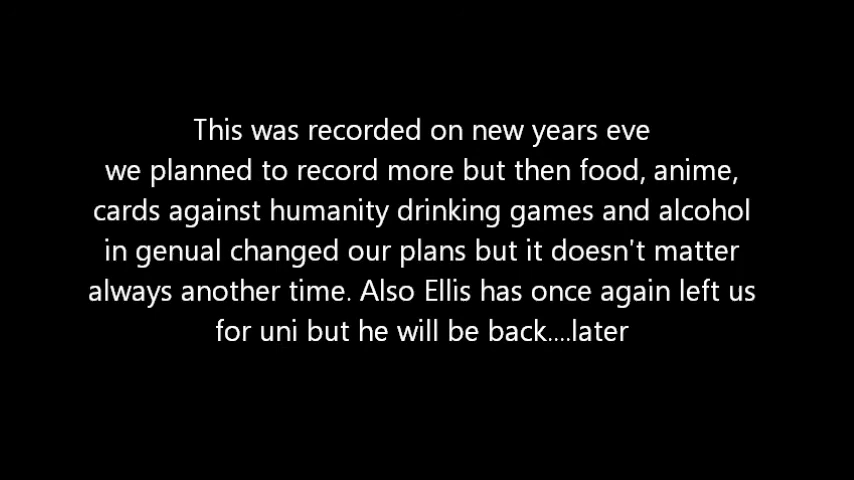 This was recorded on new years eve
we planned to record more but then food, anime,
cards against humanity drinking games and alcohol
in genual changed our plans but it doesn't matter
always another time. Also Ellis has once again left us
for uni but he will be back....later